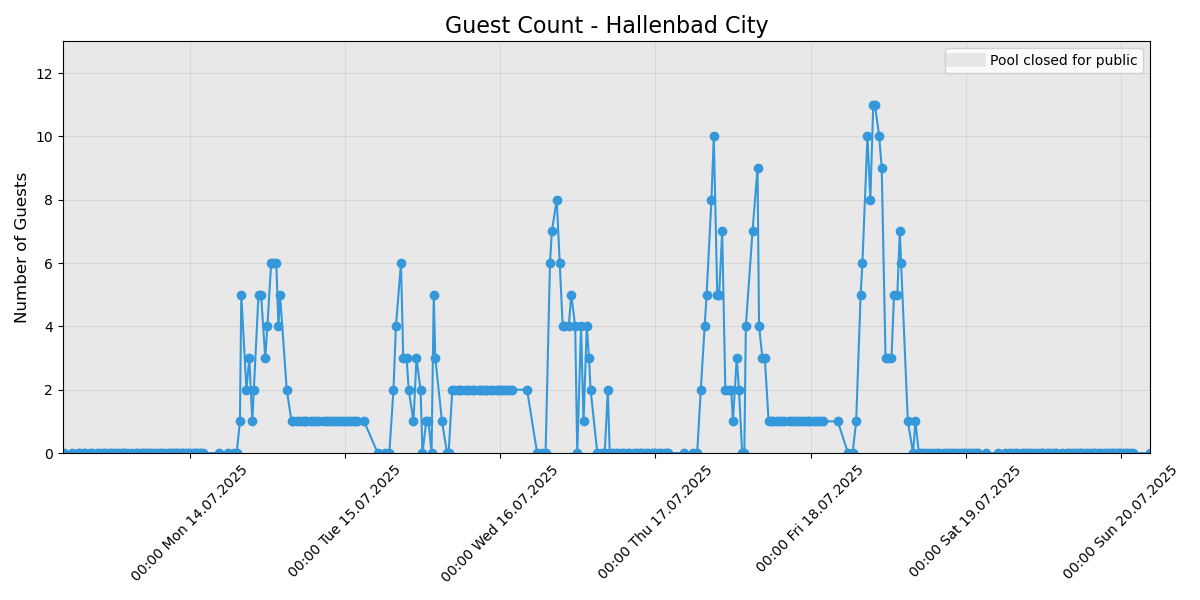 Guest Count - Hallenbad City
Pool closed for public
Number of Guests
12
10
8
6
4
2
0
00:00 Mon 14.07.2025
00:00 Tue 15.07.2025
00:00 Wed 16.07.2025
00:00 Thu 17.07.2025
00:00 Fri 18.07.2025
00:00 Sat 19.07.2025
00:00 Sun 20.07.2025